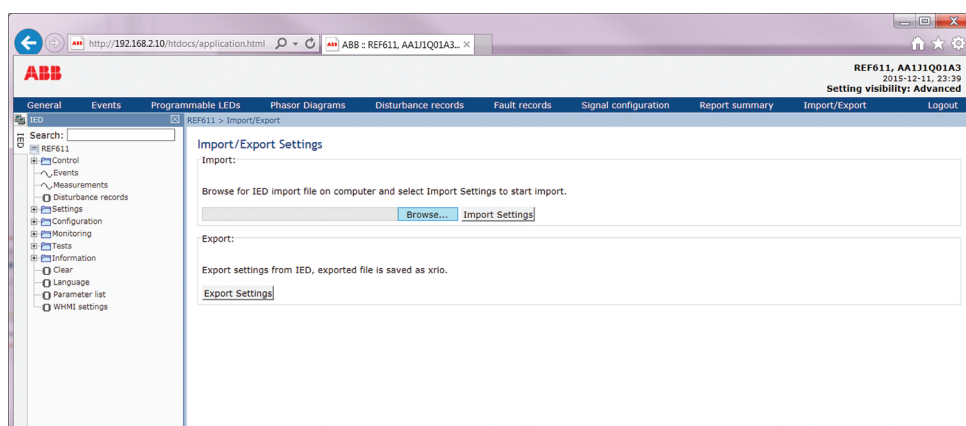 http://192.168.2.10/htdocs/application.html
ABB :: REF611, AA1J1Q01A3...
ABB
REF611, AA1J1Q01A3
2015-12-11, 23:39
Setting visibility: Advanced
General Events Programmable LEDs Phasor Diagrams Disturbance records Fault records Signal configuration Report summary Import/Export Logout
IED
REF611 > Import/Export
IED
Search:
REF611
Control
Events
Measurements
Disturbance records
Settings
Configuration
Monitoring
Tests
Information
Clear
Language
Parameter list
WHMI settings
Import/Export Settings
Import:
Browse for IED import file on computer and select Import Settings to start import.
Browse... Import Settings
Export:
Export settings from IED, exported file is saved as xrio.
Export Settings